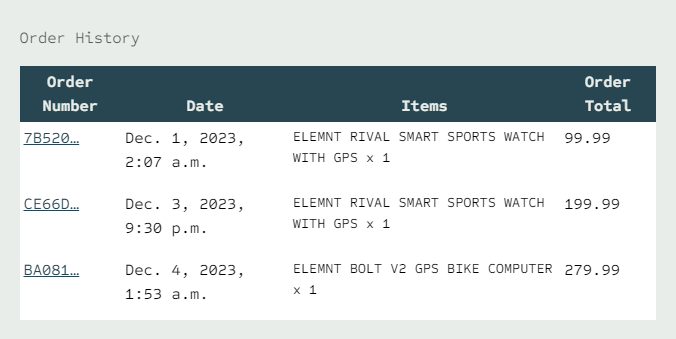 Order History
Order Number Date Items Order Total
7B520… Dec. 1, 2023, 2:07 a.m. ELEMNT RIVAL SMART SPORTS WATCH WITH GPS x 1 99.99
CE66D… Dec. 3, 2023, 9:30 p.m. ELEMNT RIVAL SMART SPORTS WATCH WITH GPS x 1 199.99
BA081… Dec. 4, 2023, 1:53 a.m. ELEMNT BOLT V2 GPS BIKE COMPUTER x 1 279.99